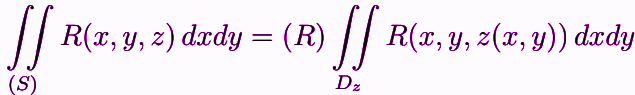 ∬_{(S)} R(x, y, z) dxdy = (R) ∬_{D_z} R(x, y, z(x, y)) dxdy